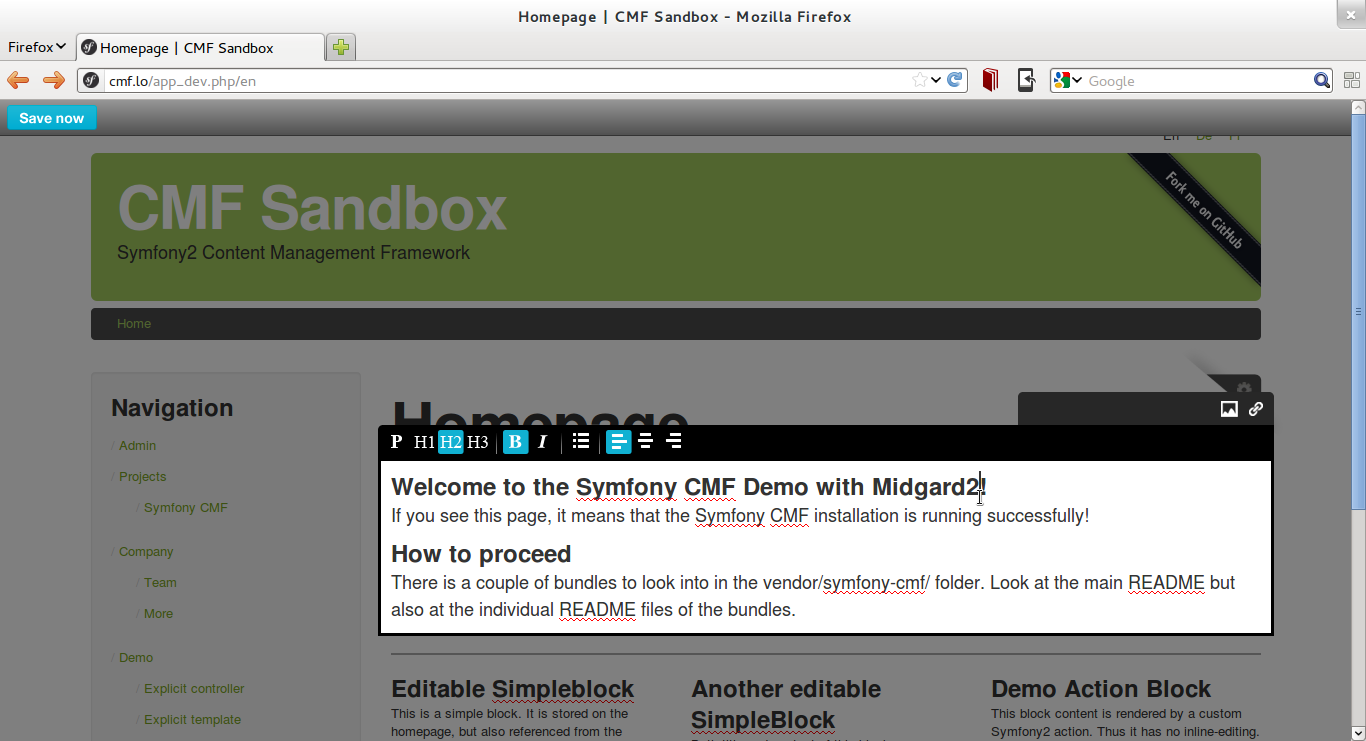 Homepage | CMF Sandbox - Mozilla Firefox
Firefox
Homepage | CMF Sandbox
cmf.lo/app_dev.php/en
Google
Save now
En De Fr
CMF Sandbox
Symfony2 Content Management Framework
Fork me on GitHub
Home
Navigation
/ Admin
/ Projects
/ Symfony CMF
/ Company
/ Team
/ More
/ Demo
/ Explicit controller
/ Explicit template
Homepage
P H1 H2 H3 B I
Welcome to the Symfony CMF Demo with Midgard2!
If you see this page, it means that the Symfony CMF installation is running successfully!
How to proceed
There is a couple of bundles to look into in the vendor/symfony-cmf/ folder. Look at the main README but
also at the individual README files of the bundles.
Editable Simpleblock
This is a simple block. It is stored on the
homepage, but also referenced from the
Another editable
SimpleBlock
Demo Action Block
This block content is rendered by a custom
Symfony2 action. Thus it has no inline-editing.